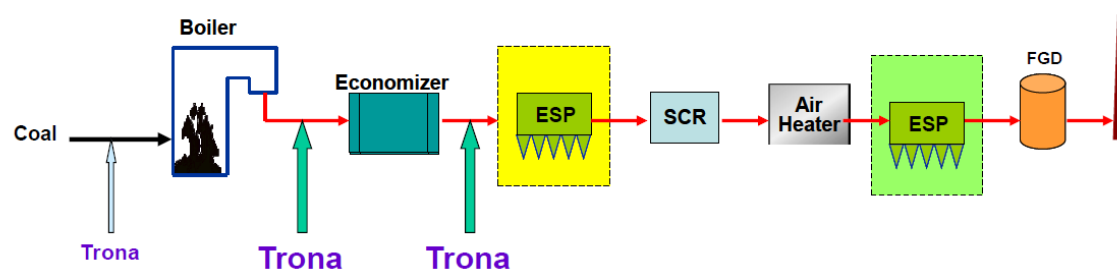 Boiler
Coal
Economizer
ESP
SCR
Air
Heater
ESP
FGD
Trona
Trona
Trona